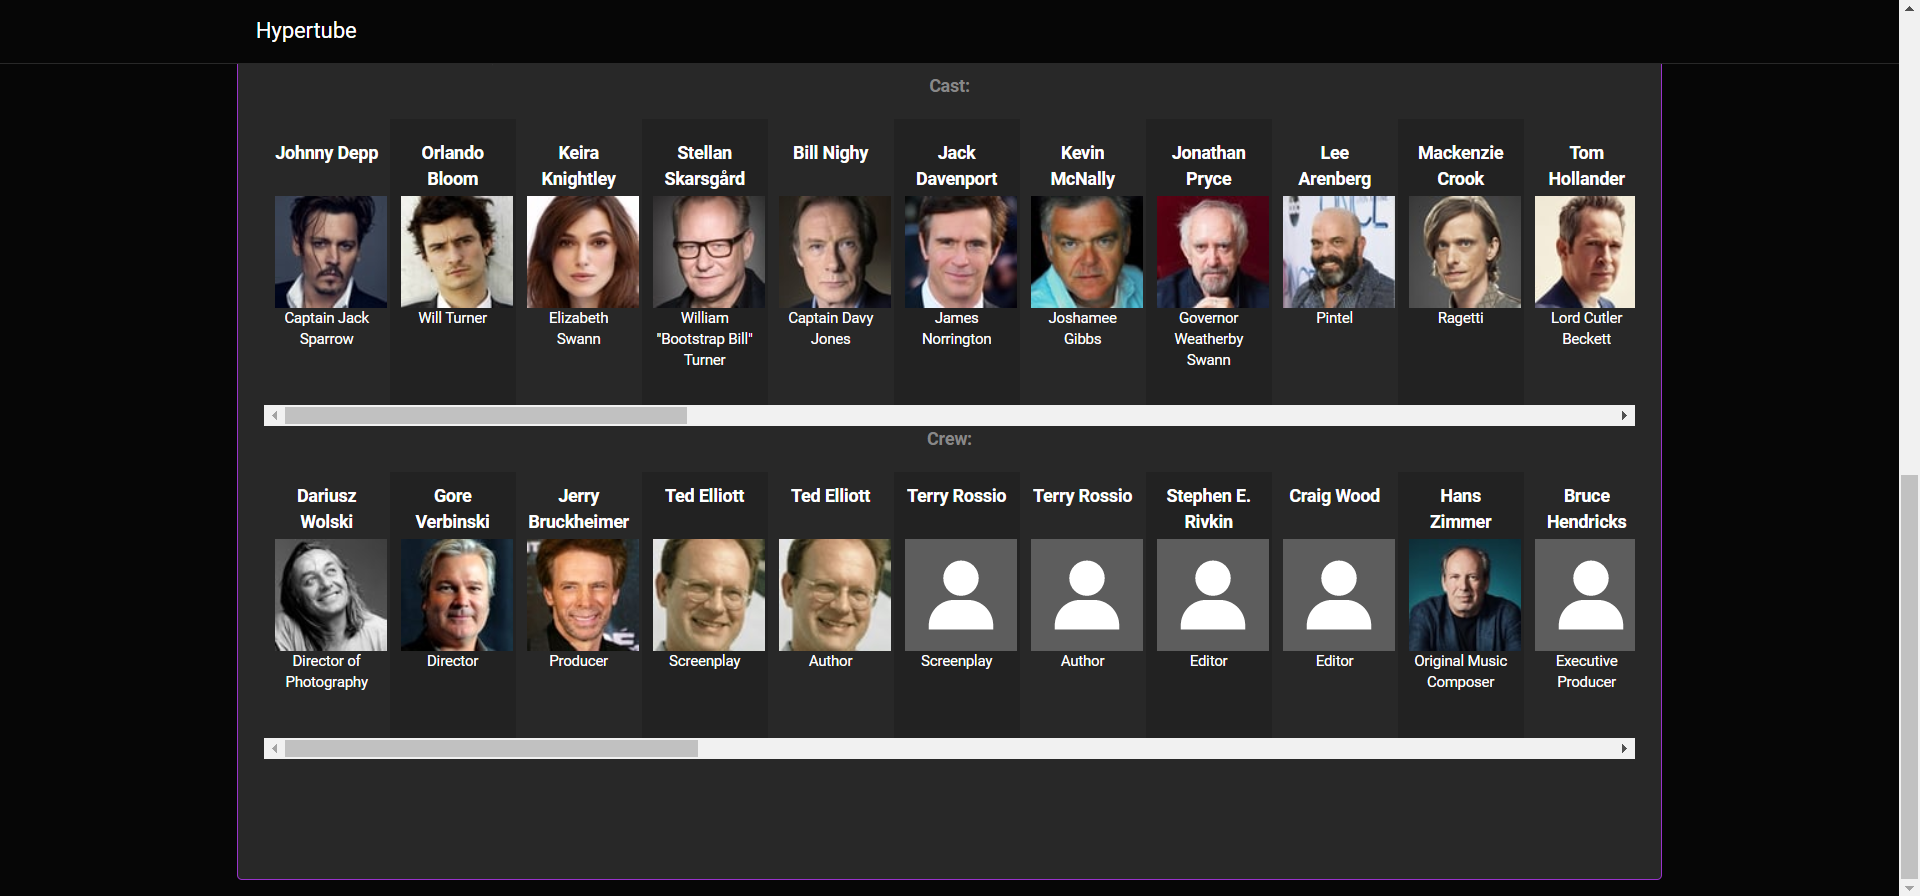 Hypertube
Cast:
Johnny Depp
Orlando
Bloom
Keira
Knightley
Stellan
Skarsgård
Bill Nighy
Jack
Davenport
Kevin
McNally
Jonathan
Pryce
Lee
Arenberg
Mackenzie
Crook
Tom
Hollander
Captain Jack
Sparrow
Will Turner
Elizabeth
Swann
William
"Bootstrap Bill"
Turner
Captain Davy
Jones
James
Norrington
Joshamee
Gibbs
Governor
Weatherby
Swann
Pintel
Ragetti
Lord Cutler
Beckett
Crew:
Dariusz
Wolski
Gore
Verbinski
Jerry
Bruckheimer
Ted Elliott
Ted Elliott
Terry Rossio
Terry Rossio
Stephen E.
Rivkin
Craig Wood
Hans
Zimmer
Bruce
Hendricks
Director of
Photography
Director
Producer
Screenplay
Author
Screenplay
Author
Editor
Editor
Original Music
Composer
Executive
Producer